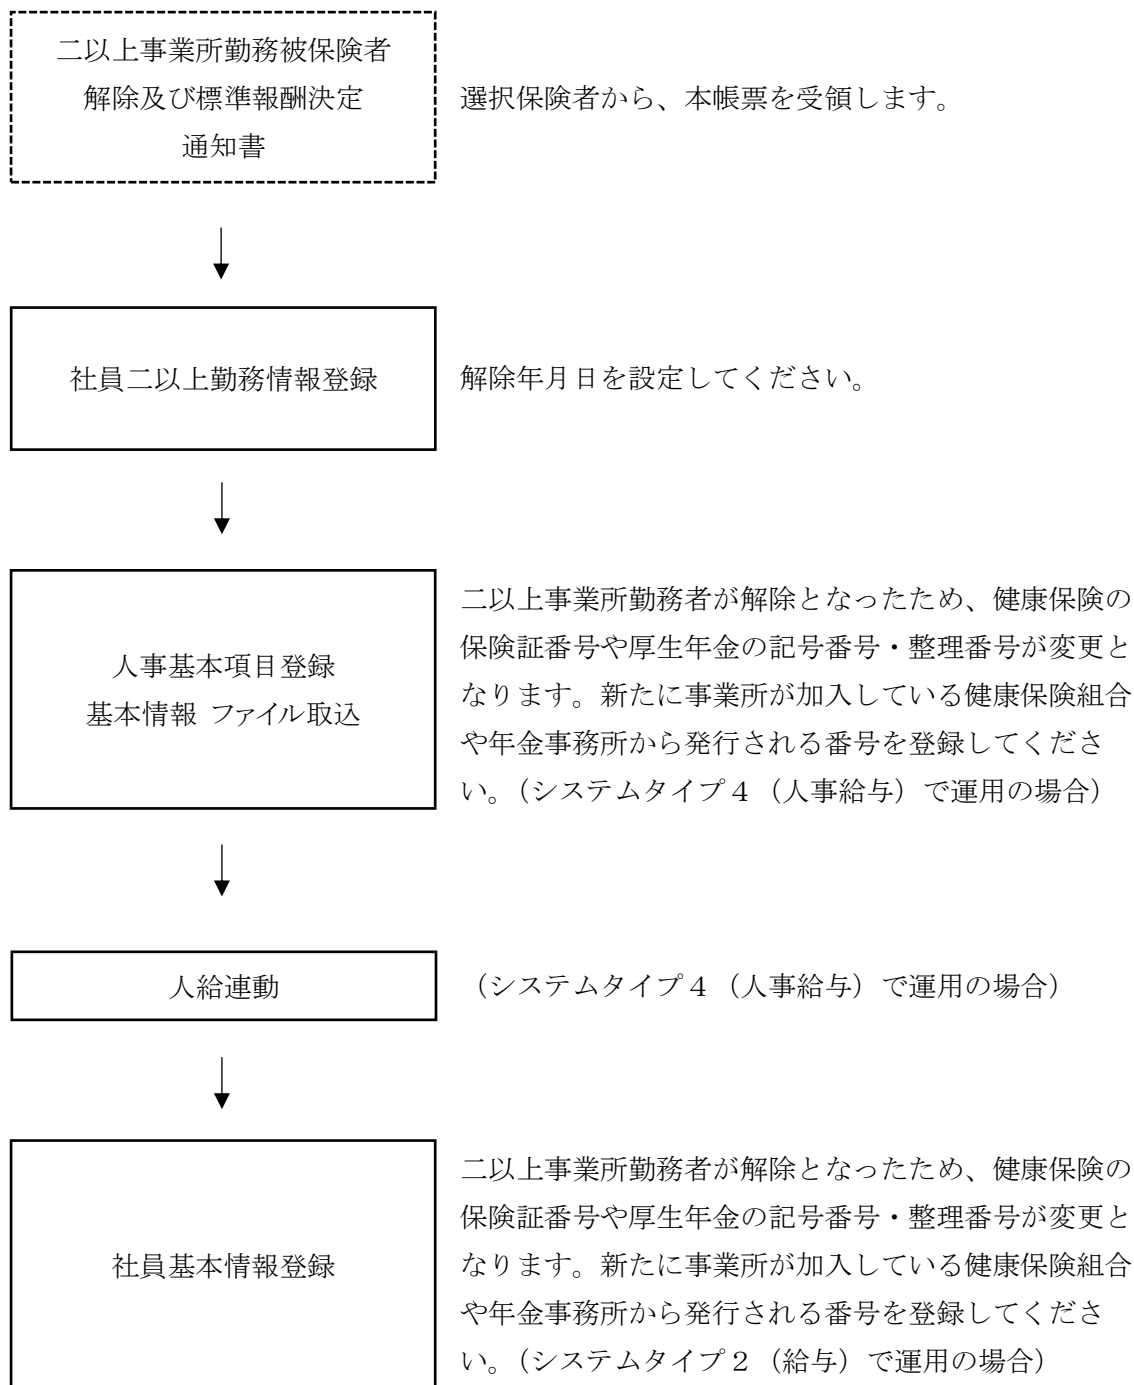 二以上事業所勤務被保険者
解除及び標準報酬決定
通知書
選択保険者から、本帳票を受領します。
社員二以上勤務情報登録
解除年月日を設定してください。
人事基本項目登録
基本情報 ファイル取込
二以上事業所勤務者が解除となったため、健康保険の
保険証番号や厚生年金の記号番号・整理番号が変更と
なります。新たに事業所が加入している健康保険組合
や年金事務所から発行される番号を登録してくださ
い。（システムタイプ４（人事給与）で運用の場合）
人給連動
（システムタイプ４（人事給与）で運用の場合）
社員基本情報登録
二以上事業所勤務者が解除となったため、健康保険の
保険証番号や厚生年金の記号番号・整理番号が変更と
なります。新たに事業所が加入している健康保険組合
や年金事務所から発行される番号を登録してくださ
い。（システムタイプ２（給与）で運用の場合）